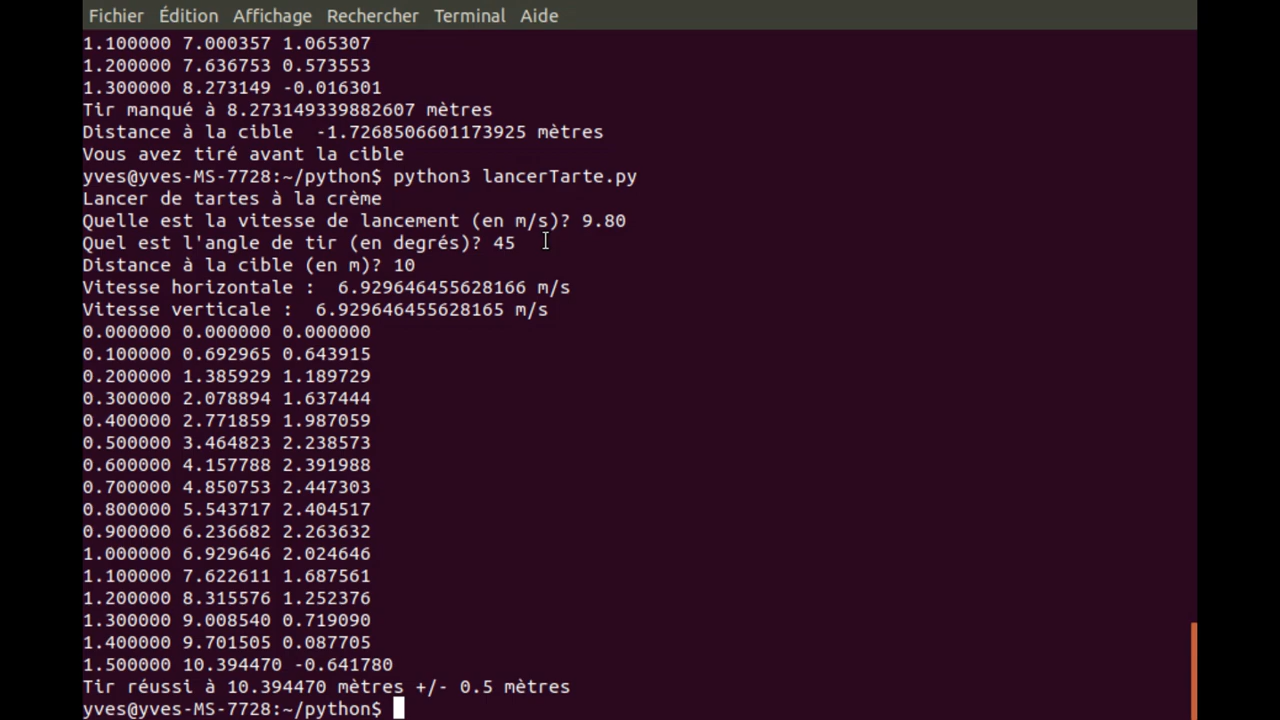 Fichier Édition Affichage Rechercher Terminal Aide
1.100000 7.000357 1.065307
1.200000 7.636753 0.573553
1.300000 8.273149 -0.016301
Tir manqué à 8.273149339882607 mètres
Distance à la cible  -1.7268506601173925 mètres
Vous avez tiré avant la cible
yves@yves-MS-7728:~/python$ python3 lancerTarte.py
Lancer de tartes à la crème
Quelle est la vitesse de lancement (en m/s)? 9.80
Quel est l'angle de tir (en degrés)? 45
Distance à la cible (en m)? 10
Vitesse horizontale :  6.929646455628166 m/s
Vitesse verticale :  6.929646455628165 m/s
0.000000 0.000000 0.000000
0.100000 0.692965 0.643915
0.200000 1.385929 1.189729
0.300000 2.078894 1.637444
0.400000 2.771859 1.987059
0.500000 3.464823 2.238573
0.600000 4.157788 2.391988
0.700000 4.850753 2.447303
0.800000 5.543717 2.404517
0.900000 6.236682 2.263632
1.000000 6.929646 2.024646
1.100000 7.622611 1.687561
1.200000 8.315576 1.252376
1.300000 9.008540 0.719090
1.400000 9.701505 0.087705
1.500000 10.394470 -0.641780
Tir réussi à 10.394470 mètres +/- 0.5 mètres
yves@yves-MS-7728:~/python$